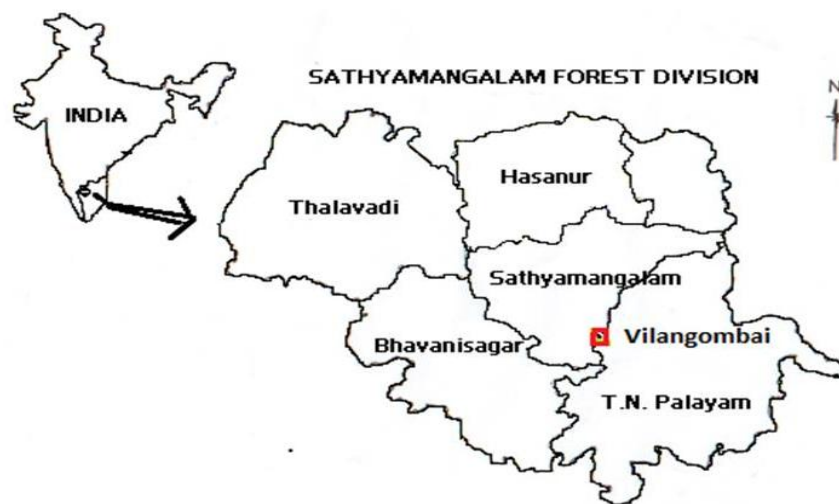 SATHYAMANGALAM FOREST DIVISION
N
INDIA
Hasanur
Thalavadi
Sathyamangalam
Vilangombai
Bhavanisagar
T.N. Palayam